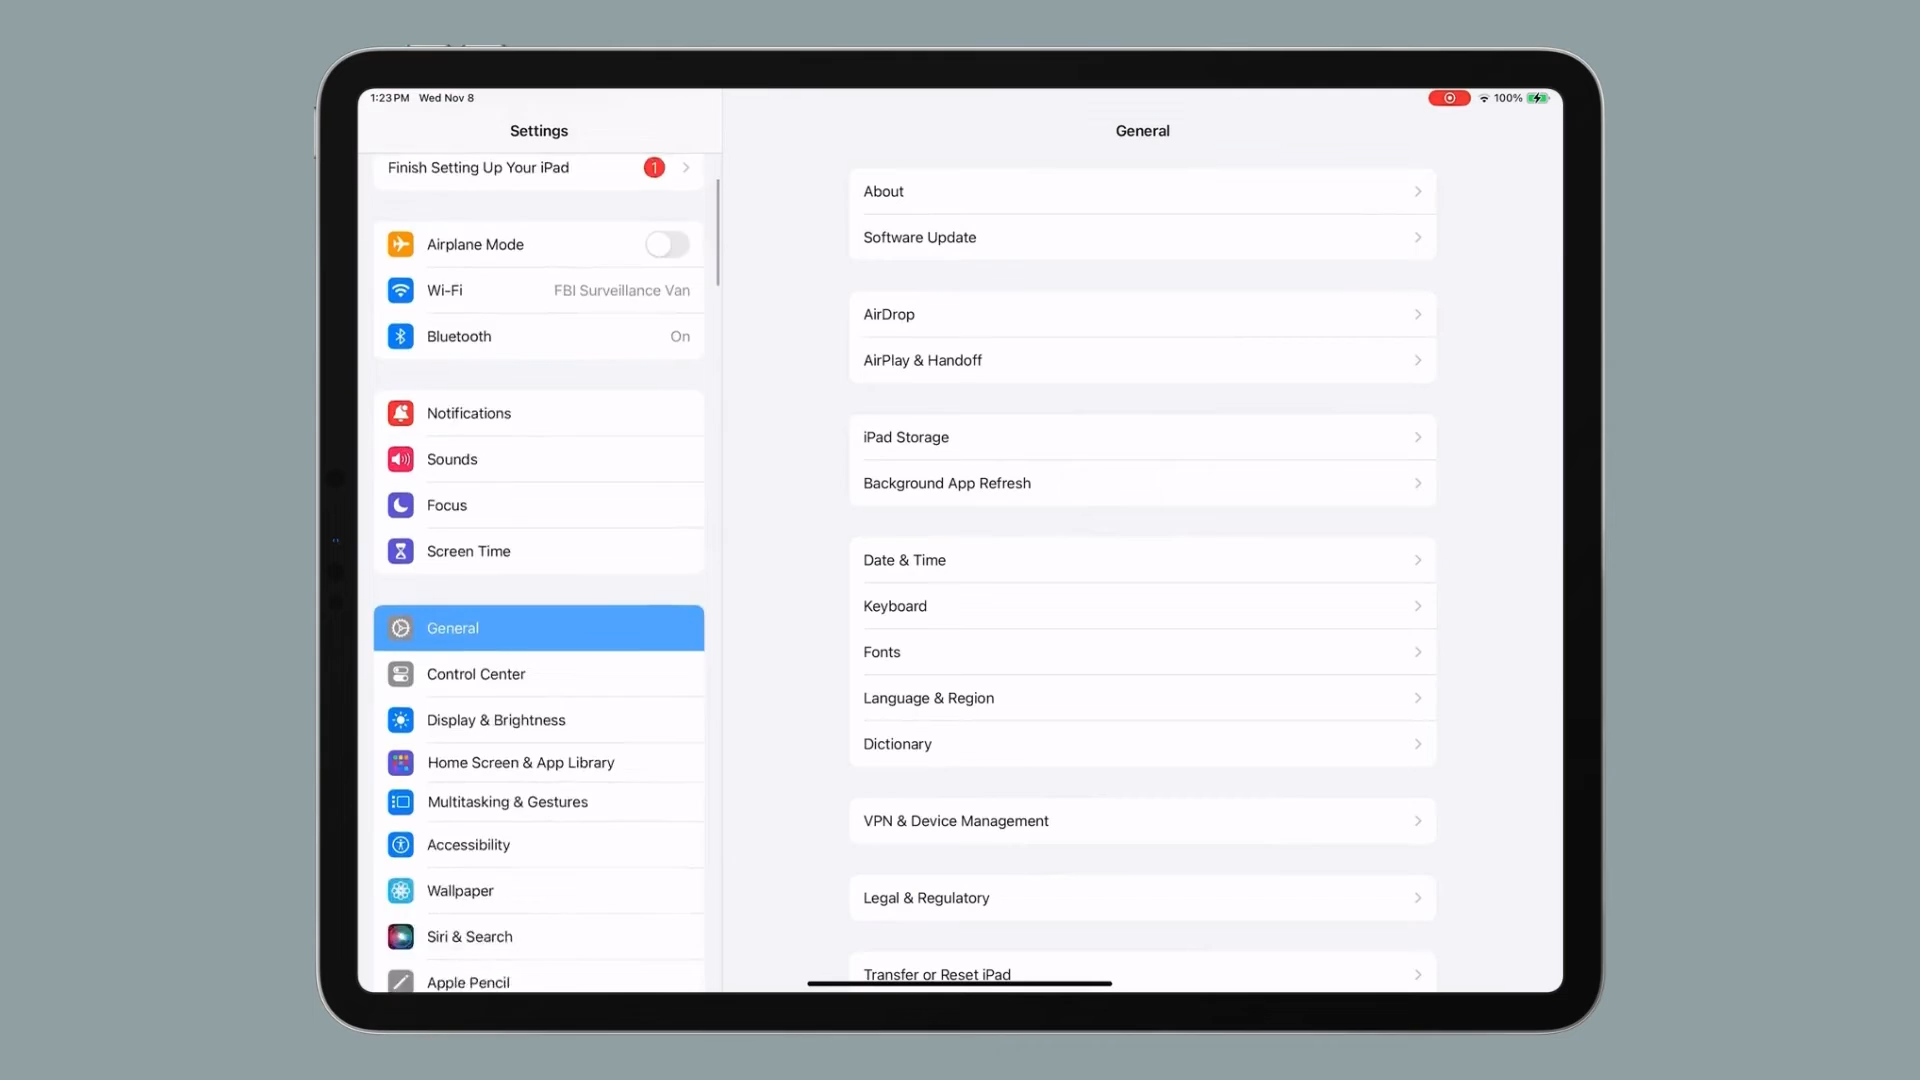 1:23 PM Wed Nov 8
100%
Settings
General
Finish Setting Up Your iPad 1
Airplane Mode
Wi-Fi FBI Surveillance Van
Bluetooth On
Notifications
Sounds
Focus
Screen Time
General
Control Center
Display & Brightness
Home Screen & App Library
Multitasking & Gestures
Accessibility
Wallpaper
Siri & Search
Apple Pencil
About
Software Update
AirDrop
AirPlay & Handoff
iPad Storage
Background App Refresh
Date & Time
Keyboard
Fonts
Language & Region
Dictionary
VPN & Device Management
Legal & Regulatory
Transfer or Reset iPad